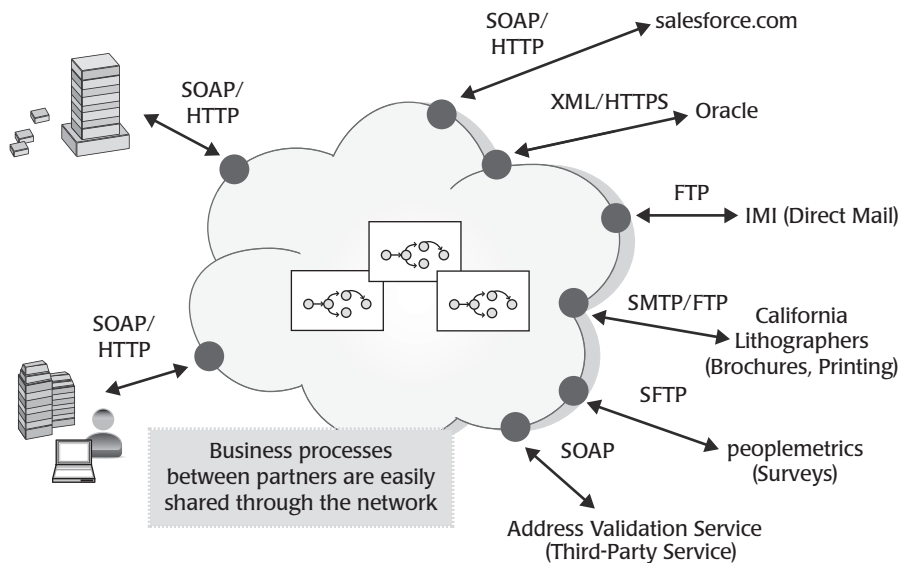 SOAP/
HTTP
salesforce.com
SOAP/
HTTP
XML/HTTPS
Oracle
FTP
IMI (Direct Mail)
SMTP/FTP
California
Lithographers
(Brochures, Printing)
SOAP/
HTTP
SFTP
peoplemetrics
(Surveys)
SOAP
Business processes
between partners are easily
shared through the network
Address Validation Service
(Third-Party Service)